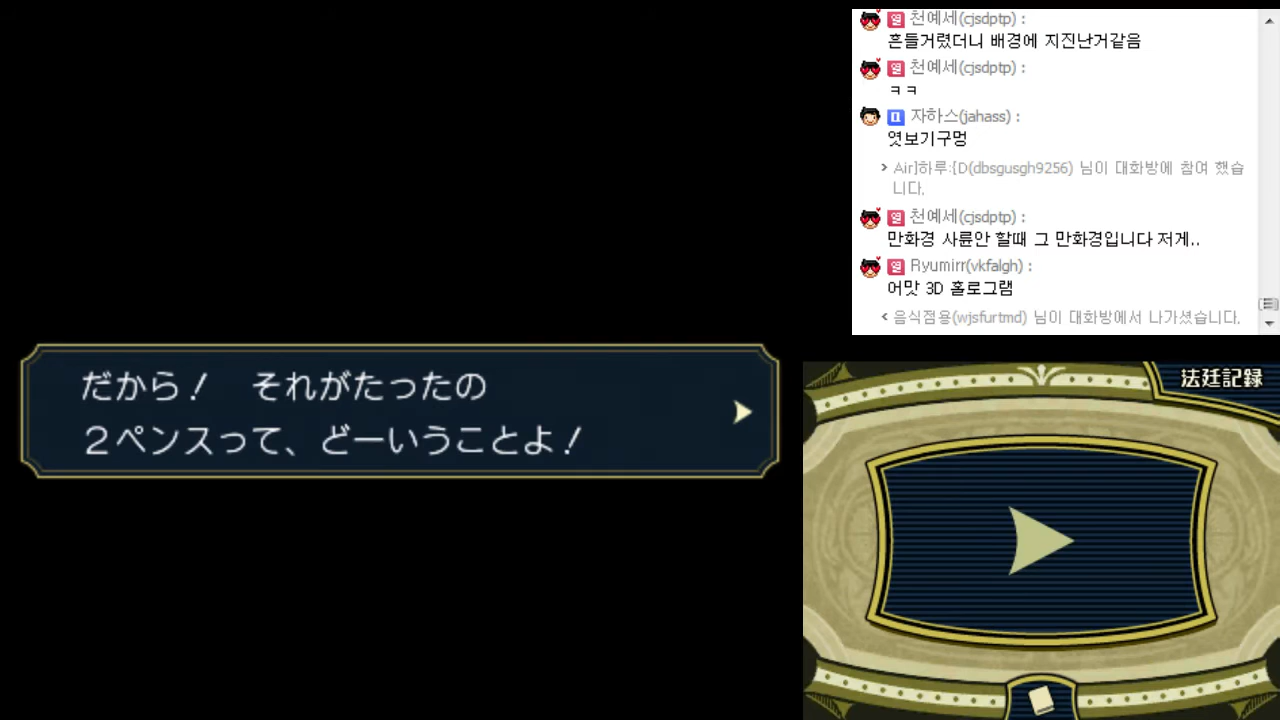 열 천예세(cjsdptp) :
흔들거렸더니 배경에 지진난거같음
열 천예세(cjsdptp) :
ㅋㅋ
자하스(jahass) :
엿보기구멍
> Air]하루:{D(dbsgusgh9256) 님이 대화방에 참여 했습
니다.
열 천예세(cjsdptp) :
만화경 사륜안 할때 그 만화경입니다 저게..
열 Ryumirr(vkfalgh) :
어맛 3D 홀로그램
< 음식점용(wjsfurtmd) 님이 대화방에서 나가셨습니다.
だから！ それがたったの
２ペンスって、どーいうことよ！
法廷記録